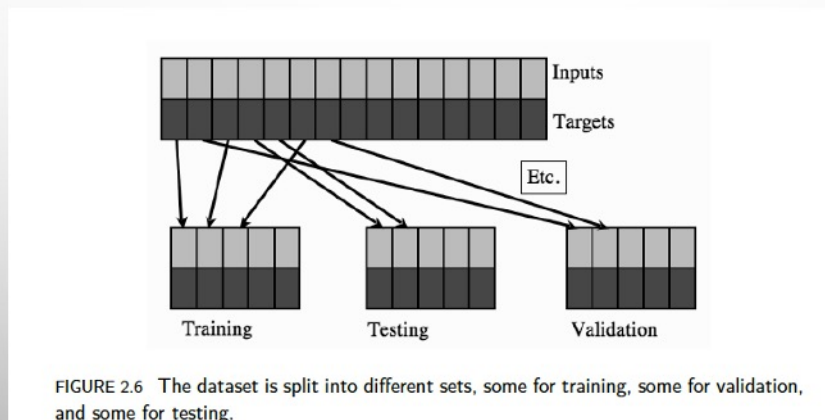 Inputs
Targets
Etc.
Training
Testing
Validation
FIGURE 2.6 The dataset is split into different sets, some for training, some for validation,
and some for testing.